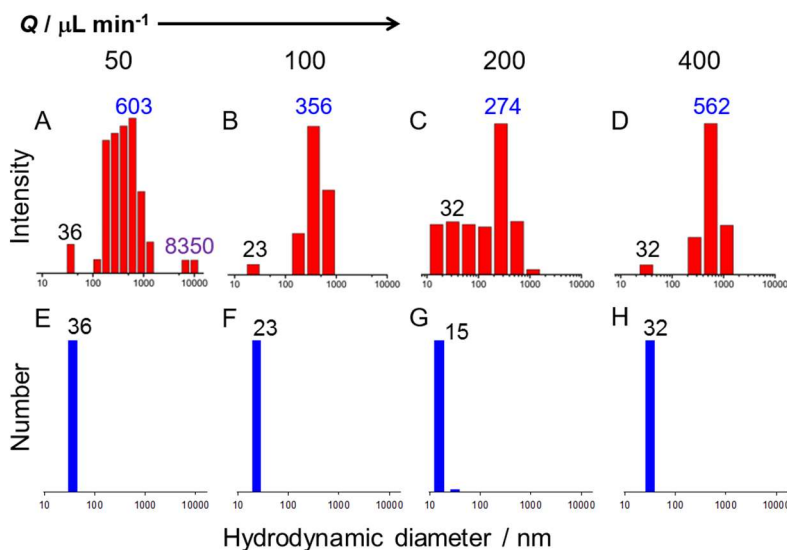 Q / μL min-1
50 100 200 400
A 603 B 356 C 274 D 562
Intensity
36 8350 23 32 32
10 100 1000 10000 10 100 1000 10000 10 100 1000 10000 10 100 1000 10000
E 36 F 23 G 15 H 32
Number
10 100 1000 10000 10 100 1000 10000 10 100 1000 10000 10 100 1000 10000
Hydrodynamic diameter / nm